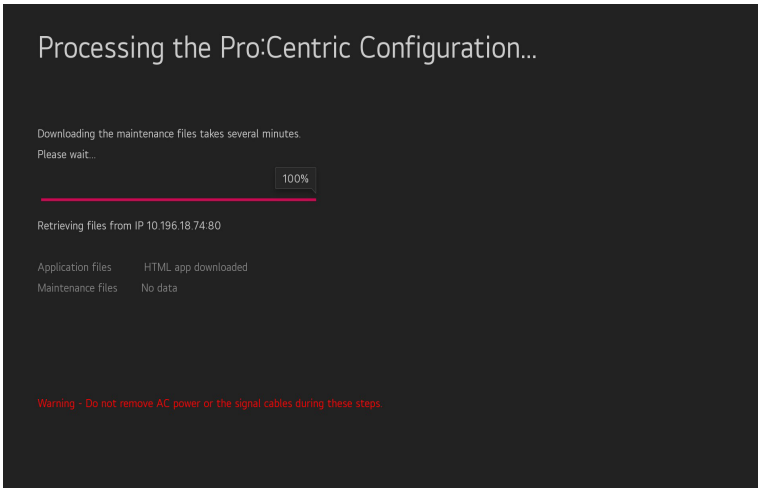 Processing the Pro:Centric Configuration...
Downloading the maintenance files takes several minutes.
Please wait...
100%
Retrieving files from IP 10.196.18.74:80
Application files HTML app downloaded
Maintenance files No data
Warning - Do not remove AC power or the signal cables during these steps.